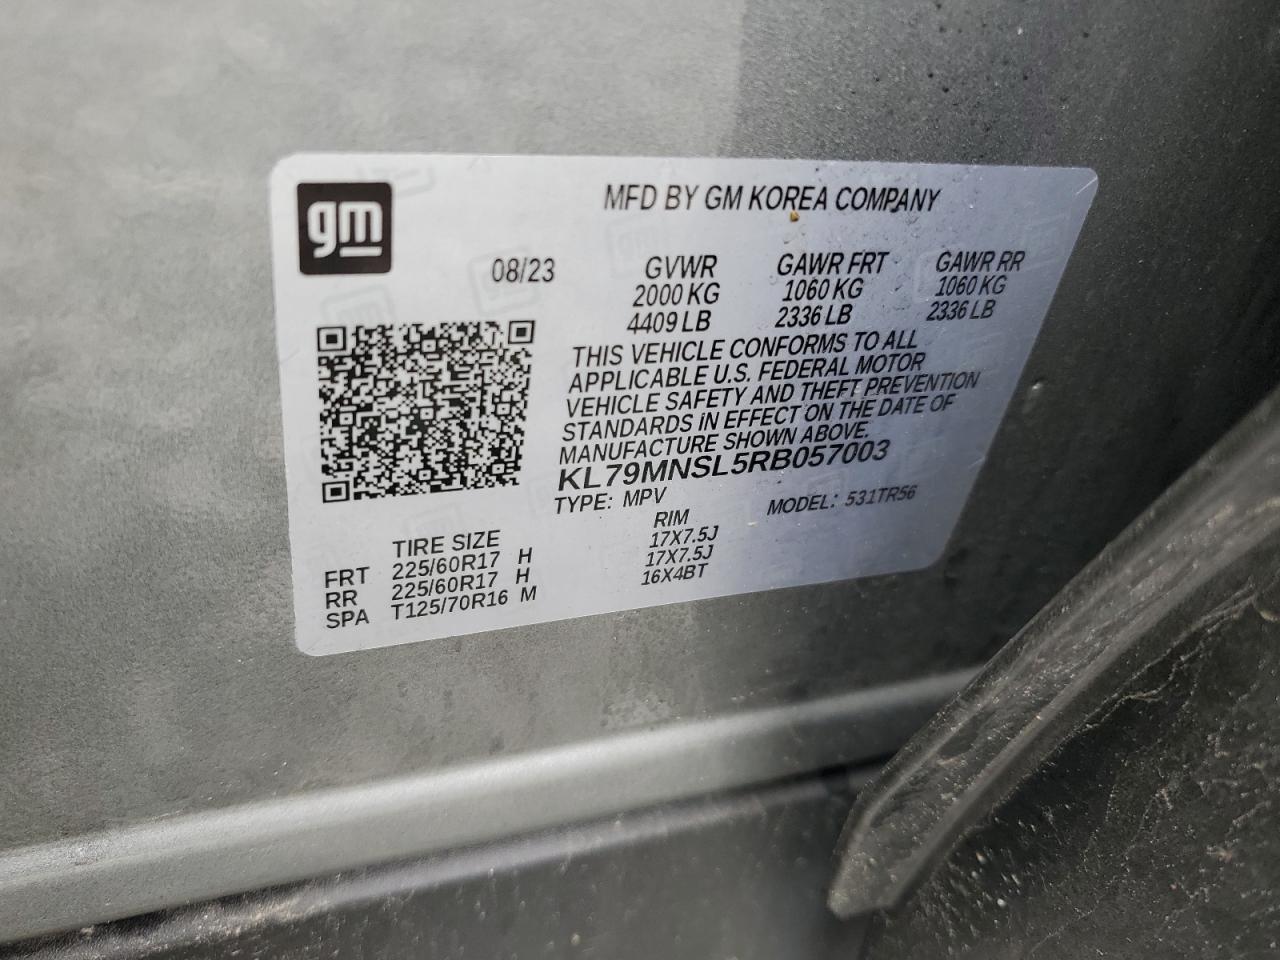 gm
MFD BY GM KOREA COMPANY
08/23
GVWR GAWR FRT GAWR RR
2000 KG 1060 KG 1060 KG
4409 LB 2336 LB 2336 LB
THIS VEHICLE CONFORMS TO ALL
APPLICABLE U.S. FEDERAL MOTOR
VEHICLE SAFETY AND THEFT PREVENTION
STANDARDS IN EFFECT ON THE DATE OF
MANUFACTURE SHOWN ABOVE.
KL79MNSL5RB057003
TYPE: MPV MODEL: 531TR56
TIRE SIZE RIM
FRT 225/60R17 H 17X7.5J
RR 225/60R17 H 17X7.5J
SPA T125/70R16 M 16X4BT